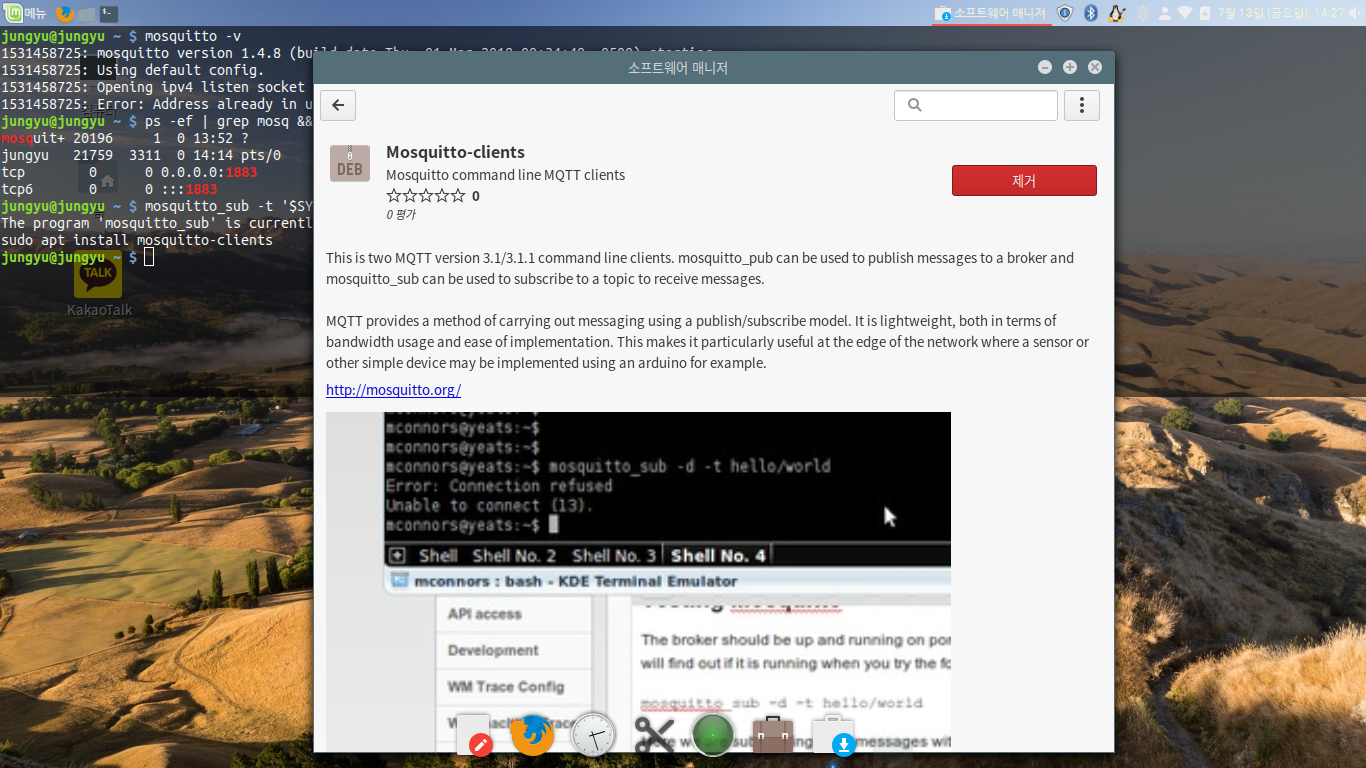 메뉴
소프트웨어 매니저
7월 13일 (금요일), 14:27
jungyu@jungyu ~ $ mosquitto -v
1531458725: mosquitto version 1.4.8 (build date Thu, 01 Mar 2018 09:34:49 -0500) starting
1531458725: Using default config.
1531458725: Opening ipv4 listen socket
1531458725: Error: Address already in u
jungyu@jungyu ~ $ ps -ef | grep mosq &&
mosquit+ 20196 1 0 13:52 ?
jungyu 21759 3311 0 14:14 pts/0
tcp 0 0 0.0.0.0:1883
tcp6 0 0 :::1883
jungyu@jungyu ~ $ mosquitto_sub -t '$SY
The program 'mosquitto_sub' is currentl
sudo apt install mosquitto-clients
jungyu@jungyu ~ $
TALK
KakaoTalk
소프트웨어 매니저
DEB
Mosquitto-clients
Mosquitto command line MQTT clients
0
0 평가
제거
This is two MQTT version 3.1/3.1.1 command line clients. mosquitto_pub can be used to publish messages to a broker and
mosquitto_sub can be used to subscribe to a topic to receive messages.
MQTT provides a method of carrying out messaging using a publish/subscribe model. It is lightweight, both in terms of
bandwidth usage and ease of implementation. This makes it particularly useful at the edge of the network where a sensor or
other simple device may be implemented using an arduino for example.
http://mosquitto.org/
mconnors@yeats:~$
mconnors@yeats:~$
mconnors@yeats:~$ mosquitto_sub -d -t hello/world
Error: Connection refused
Unable to connect (13).
mconnors@yeats:~$
Shell Shell No. 2 Shell No. 3 Shell No. 4
mconnors : bash - KDE Terminal Emulator
API access
Development
WM Trace Config
The broker should be up and running on por
will find out if it is running when you try the fo
mosquitto_sub -d -t hello/world
messages wit